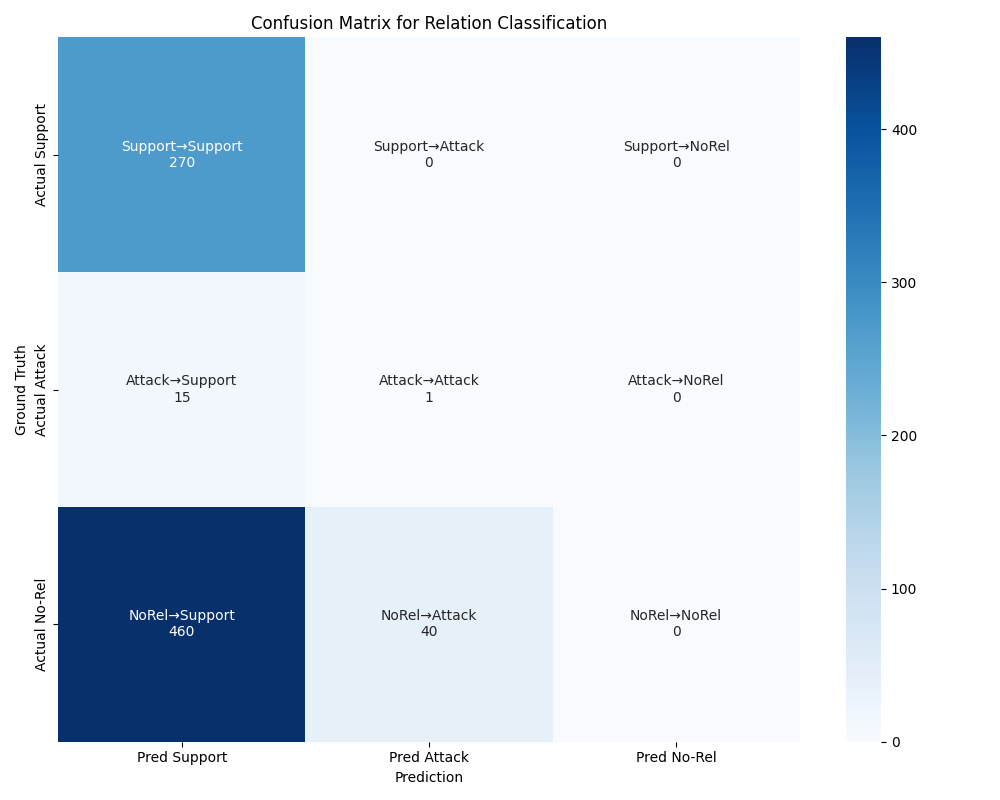 Confusion Matrix for Relation Classification
Ground Truth
Actual Support
Support→Support
270
Support→Attack
0
Support→NoRel
0
Actual Attack
Attack→Support
15
Attack→Attack
1
Attack→NoRel
0
Actual No-Rel
NoRel→Support
460
NoRel→Attack
40
NoRel→NoRel
0
Pred Support
Pred Attack
Pred No-Rel
Prediction
400
300
200
100
0